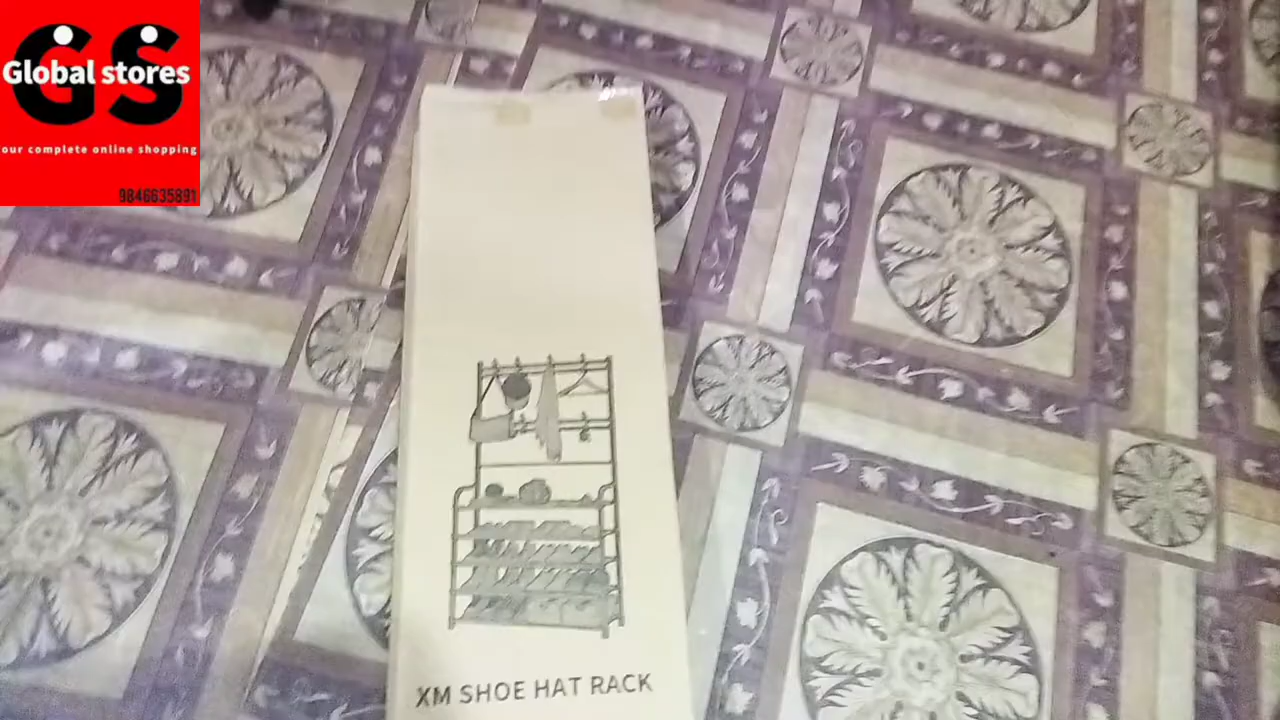 GS
Global stores
our complete online shopping
9846635891
XM SHOE HAT RACK